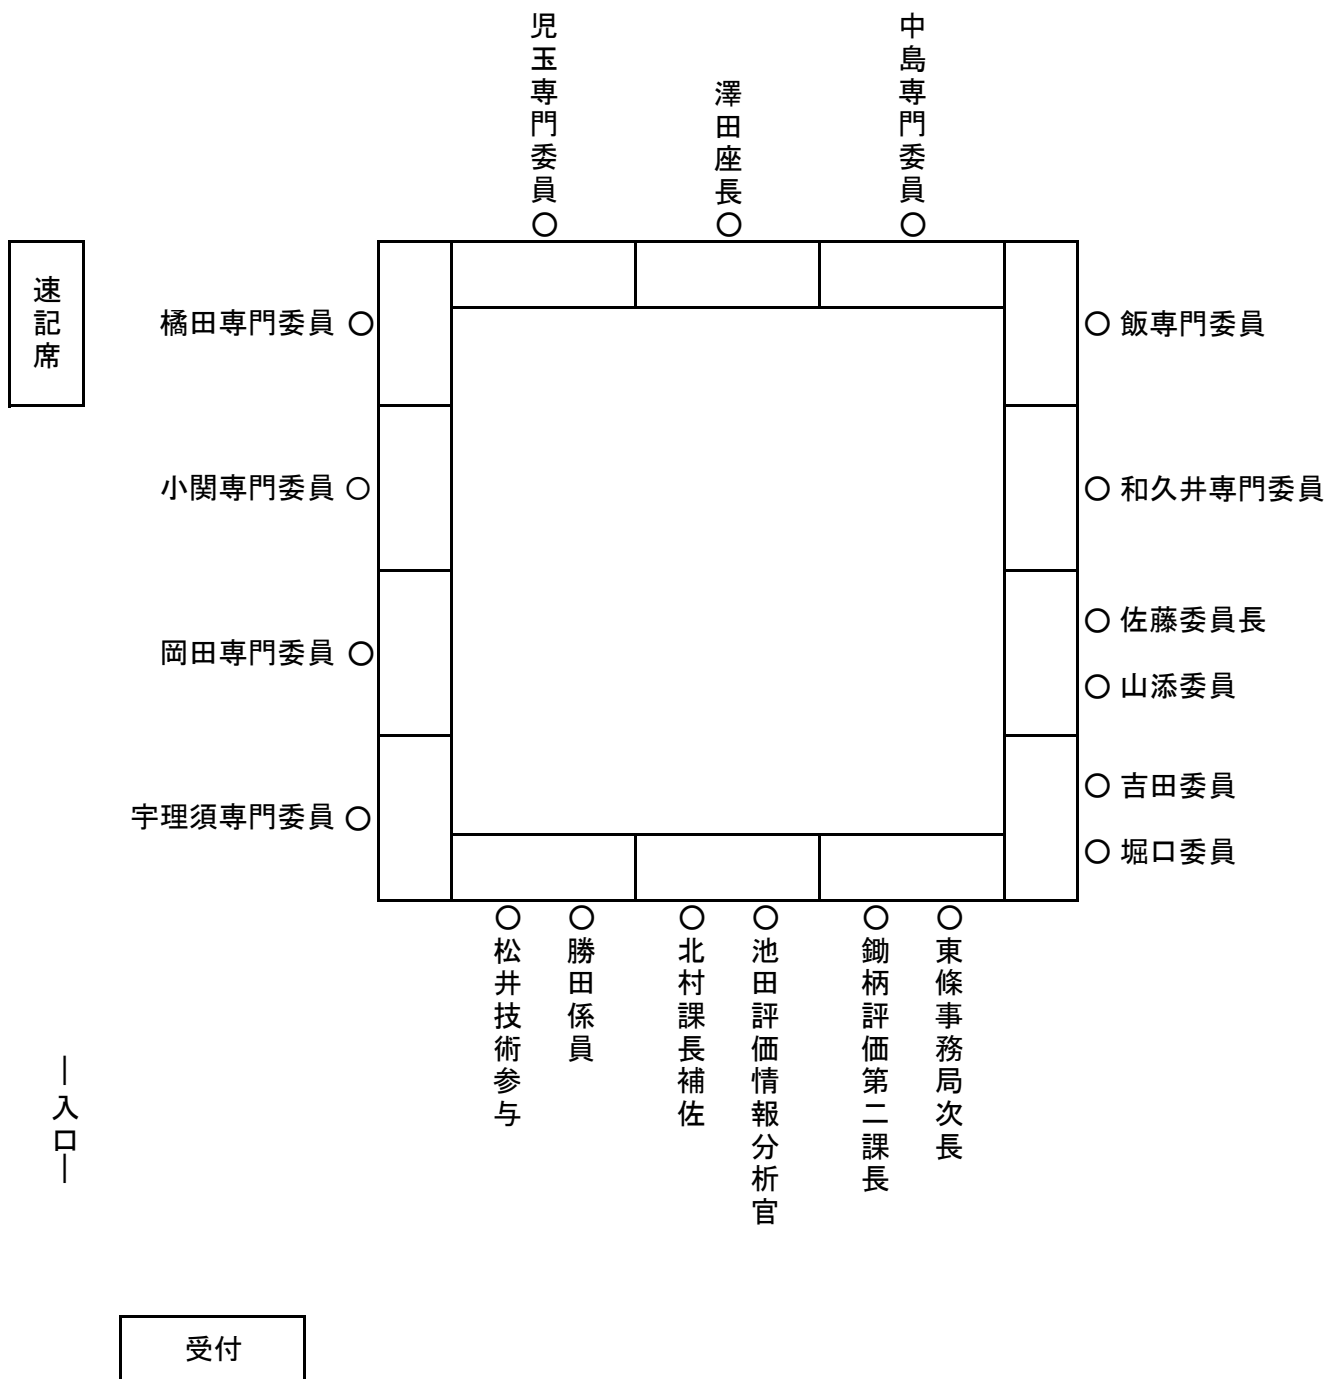 児玉専門委員
澤田座長
中島専門委員
速記席
橘田専門委員
飯専門委員
小関専門委員
和久井専門委員
佐藤委員長
岡田専門委員
山添委員
吉田委員
宇理須専門委員
堀口委員
松井技術参与
勝田係員
北村課長補佐
池田評価情報分析官
鋤柄評価第二課長
東條事務局次長
―入口―
受付